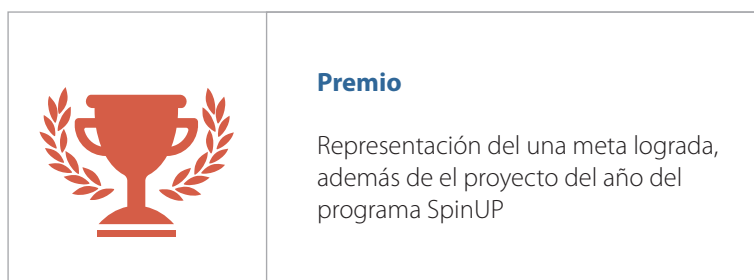 Premio
Representación del una meta lograda,
además de el proyecto del año del
programa SpinUP